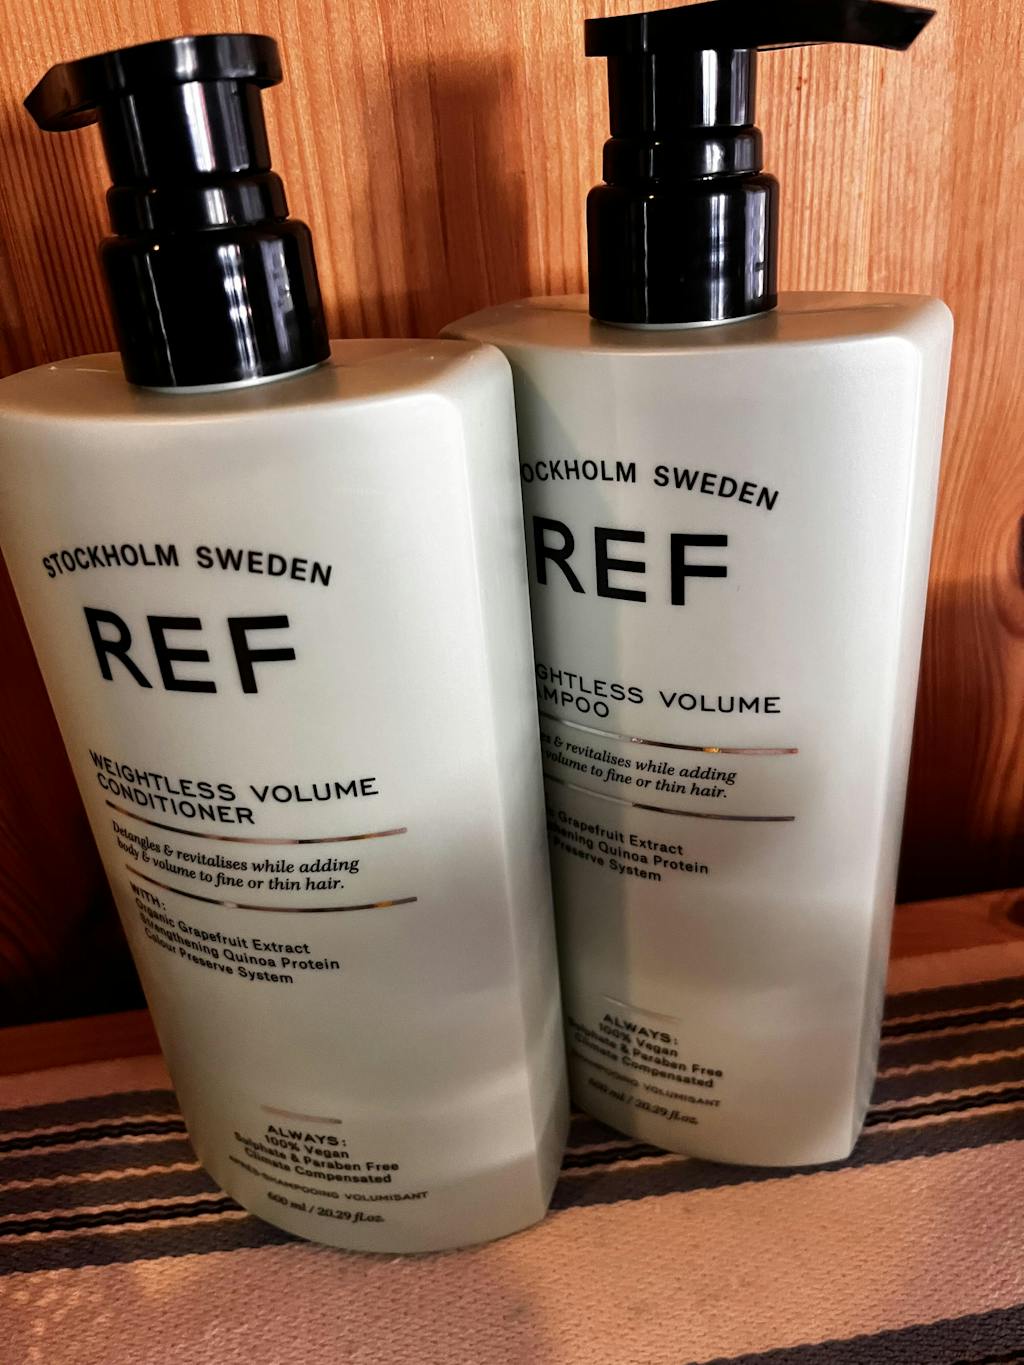 STOCKHOLM SWEDEN
REF
WEIGHTLESS VOLUME
CONDITIONER
Detangles & revitalises while adding
body & volume to fine or thin hair.
WITH:
Organic Grapefruit Extract
Strengthening Quinoa Protein
Colour Preserve System
ALWAYS:
100% Vegan
Sulphate & Paraben Free
Climate Compensated
APRÈS-SHAMPOOING VOLUMISANT
600 ml / 20.29 fl.oz.
OCKHOLM SWEDEN
REF
GHTLESS VOLUME
AMPOO
& revitalises while adding
volume to fine or thin hair.
Grapefruit Extract
hening Quinoa Protein
Preserve System
ALWAYS:
100% Vegan
Sulphate & Paraben Free
Climate Compensated
SHAMPOOING VOLUMISANT
600 ml / 20.29 fl.oz.